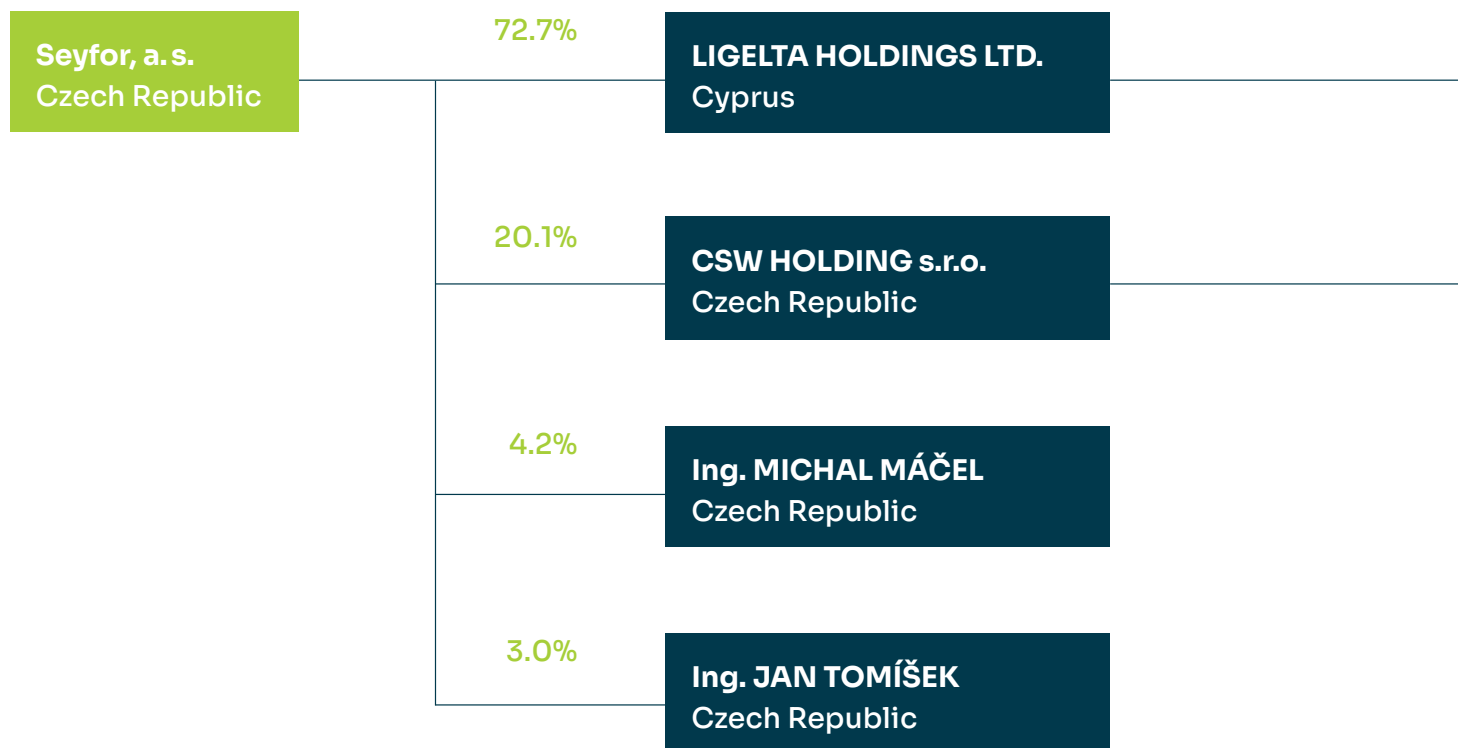 Seyfor, a.s.
Czech Republic
72.7%
LIGELTA HOLDINGS LTD.
Cyprus
20.1%
CSW HOLDING s.r.o.
Czech Republic
4.2%
Ing. MICHAL MÁČEL
Czech Republic
3.0%
Ing. JAN TOMÍŠEK
Czech Republic